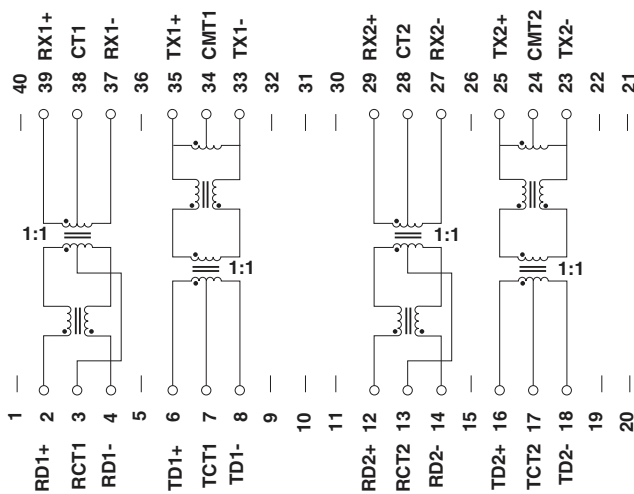 40 39 38 37 36 35 34 33 32 31 30 29 28 27 26 25 24 23 22 21
RX1+ CT1 RX1- TX1+ CMT1 TX1- RX2+ CT2 RX2- TX2+ CMT2 TX2-
1:1 1:1 1:1 1:1
1 2 3 4 5 6 7 8 9 10 11 12 13 14 15 16 17 18 19 20
RD1+ RCT1 RD1- TD1+ TCT1 TD1- RD2+ RCT2 RD2- TD2+ TCT2 TD2-